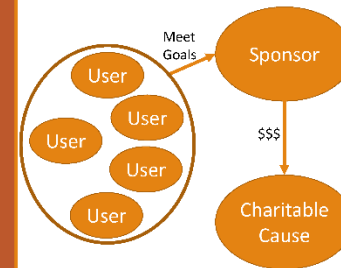 Meet
Goals
Sponsor
User
User
User
User
User
$$$
Charitable
Cause